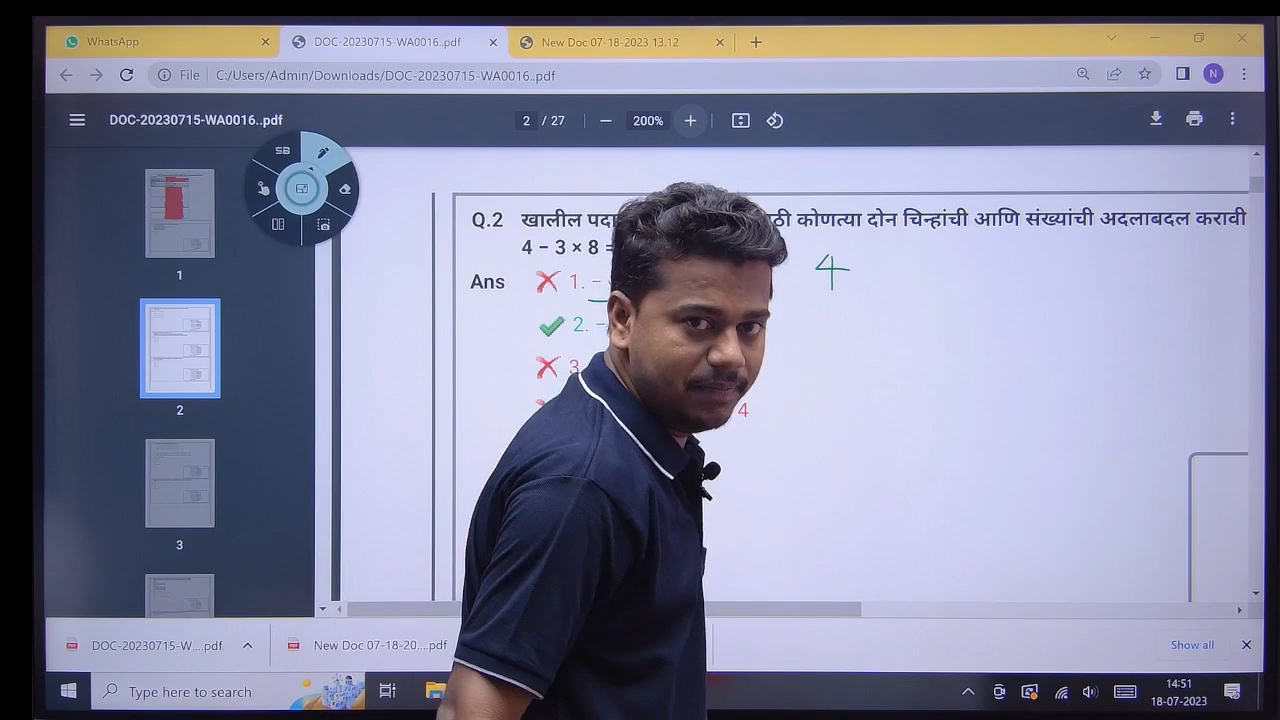 WhatsApp
DOC-20230715-WA0016..pdf
New Doc 07-18-2023 13.12
File
C:/Users/Admin/Downloads/DOC-20230715-WA0016..pdf
N
DOC-20230715-WA0016..pdf
2 / 27
200%
SB
1
2
3
Q.2 खालील कोणत्या दोन चिन्हांची आणि संख्यांची अदलाबदल करावी
4 − 3 × 8 =
4
Ans
1. −
2. −
3.
4
DOC-20230715-W....pdf
New Doc 07-18-20....pdf
Show all
Type here to search
14:51
18-07-2023